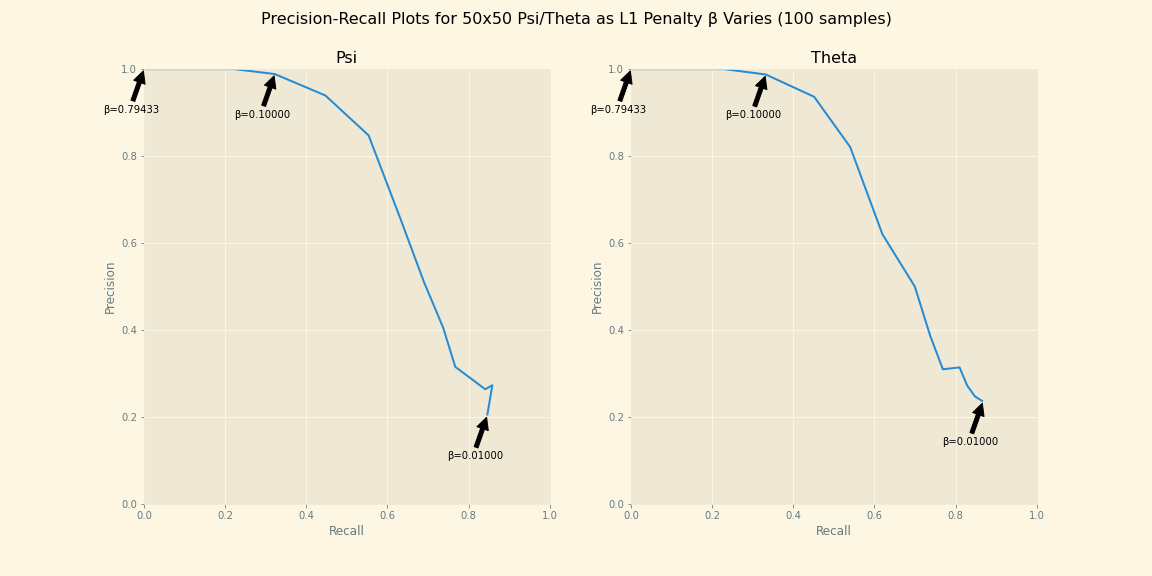 Precision-Recall Plots for 50x50 Psi/Theta as L1 Penalty β Varies (100 samples)
Psi
1.0
0.8
0.6
0.4
0.2
0.0
Precision
β=0.79433
β=0.10000
β=0.01000
0.0 0.2 0.4 0.6 0.8 1.0
Recall
Theta
1.0
0.8
0.6
0.4
0.2
0.0
Precision
β=0.79433
β=0.10000
β=0.01000
0.0 0.2 0.4 0.6 0.8 1.0
Recall